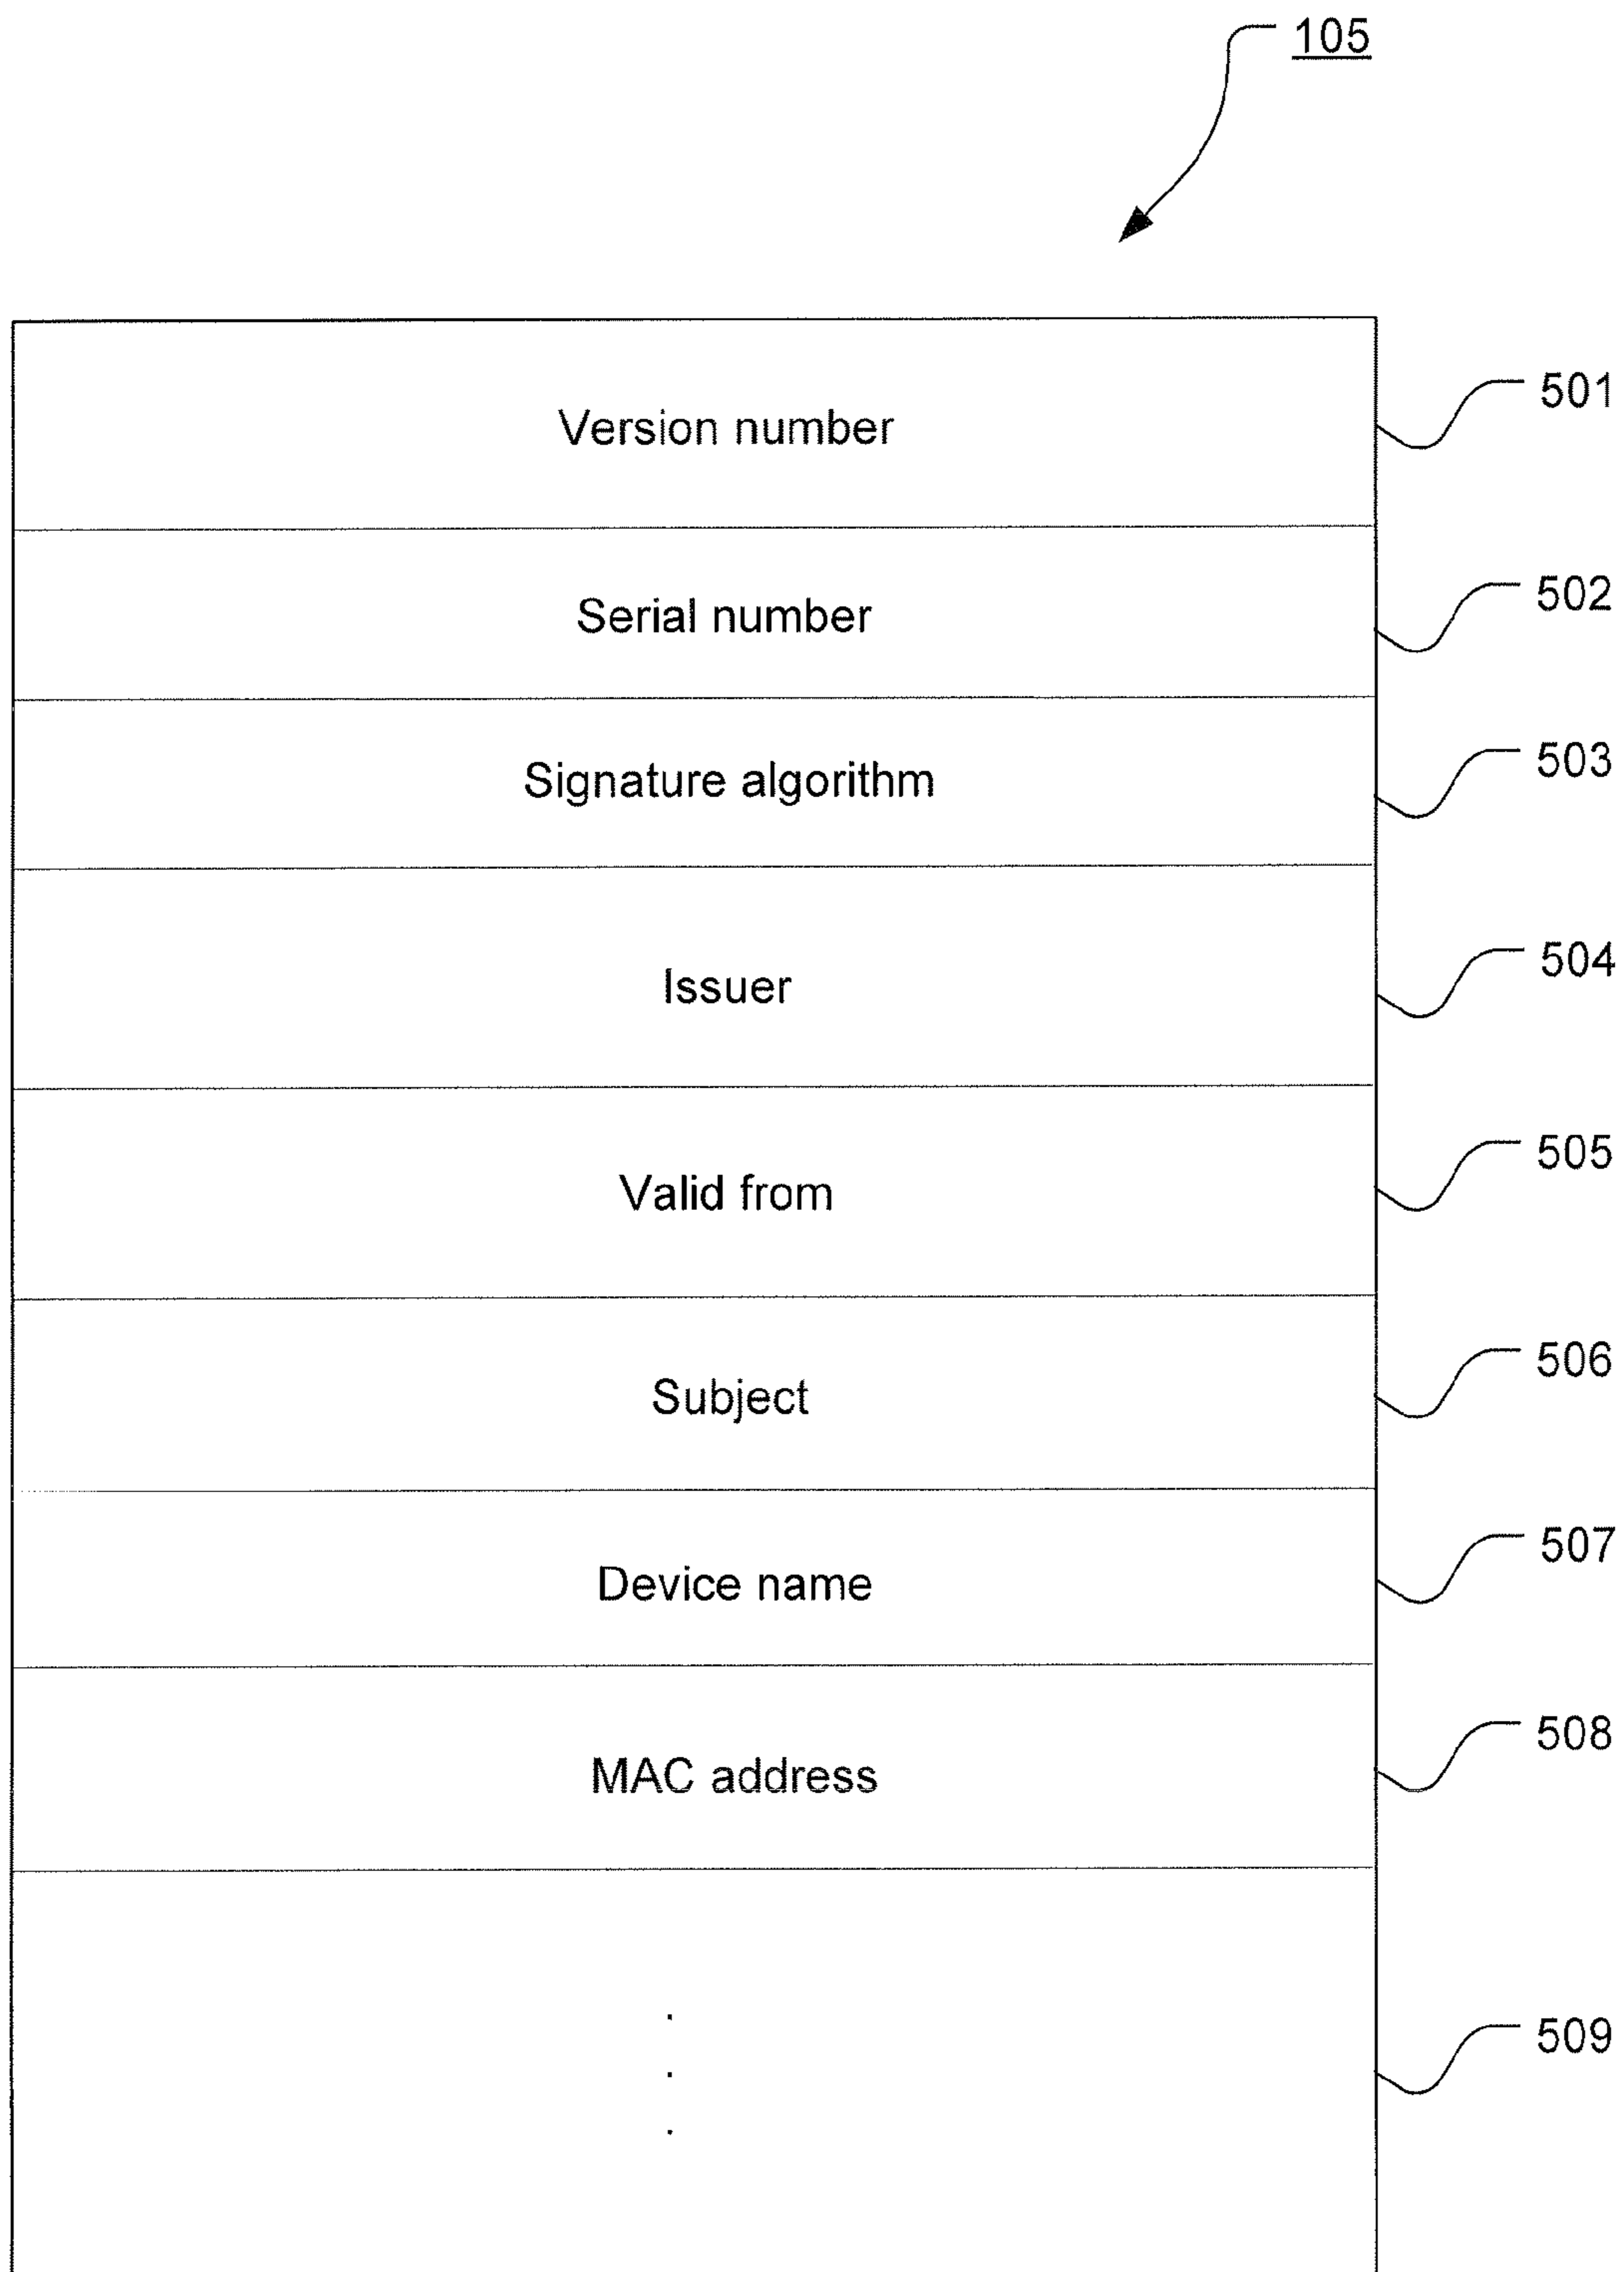 105
Version number 501
Serial number 502
Signature algorithm 503
Issuer 504
Valid from 505
Subject 506
Device name 507
MAC address 508
.
.
.
509